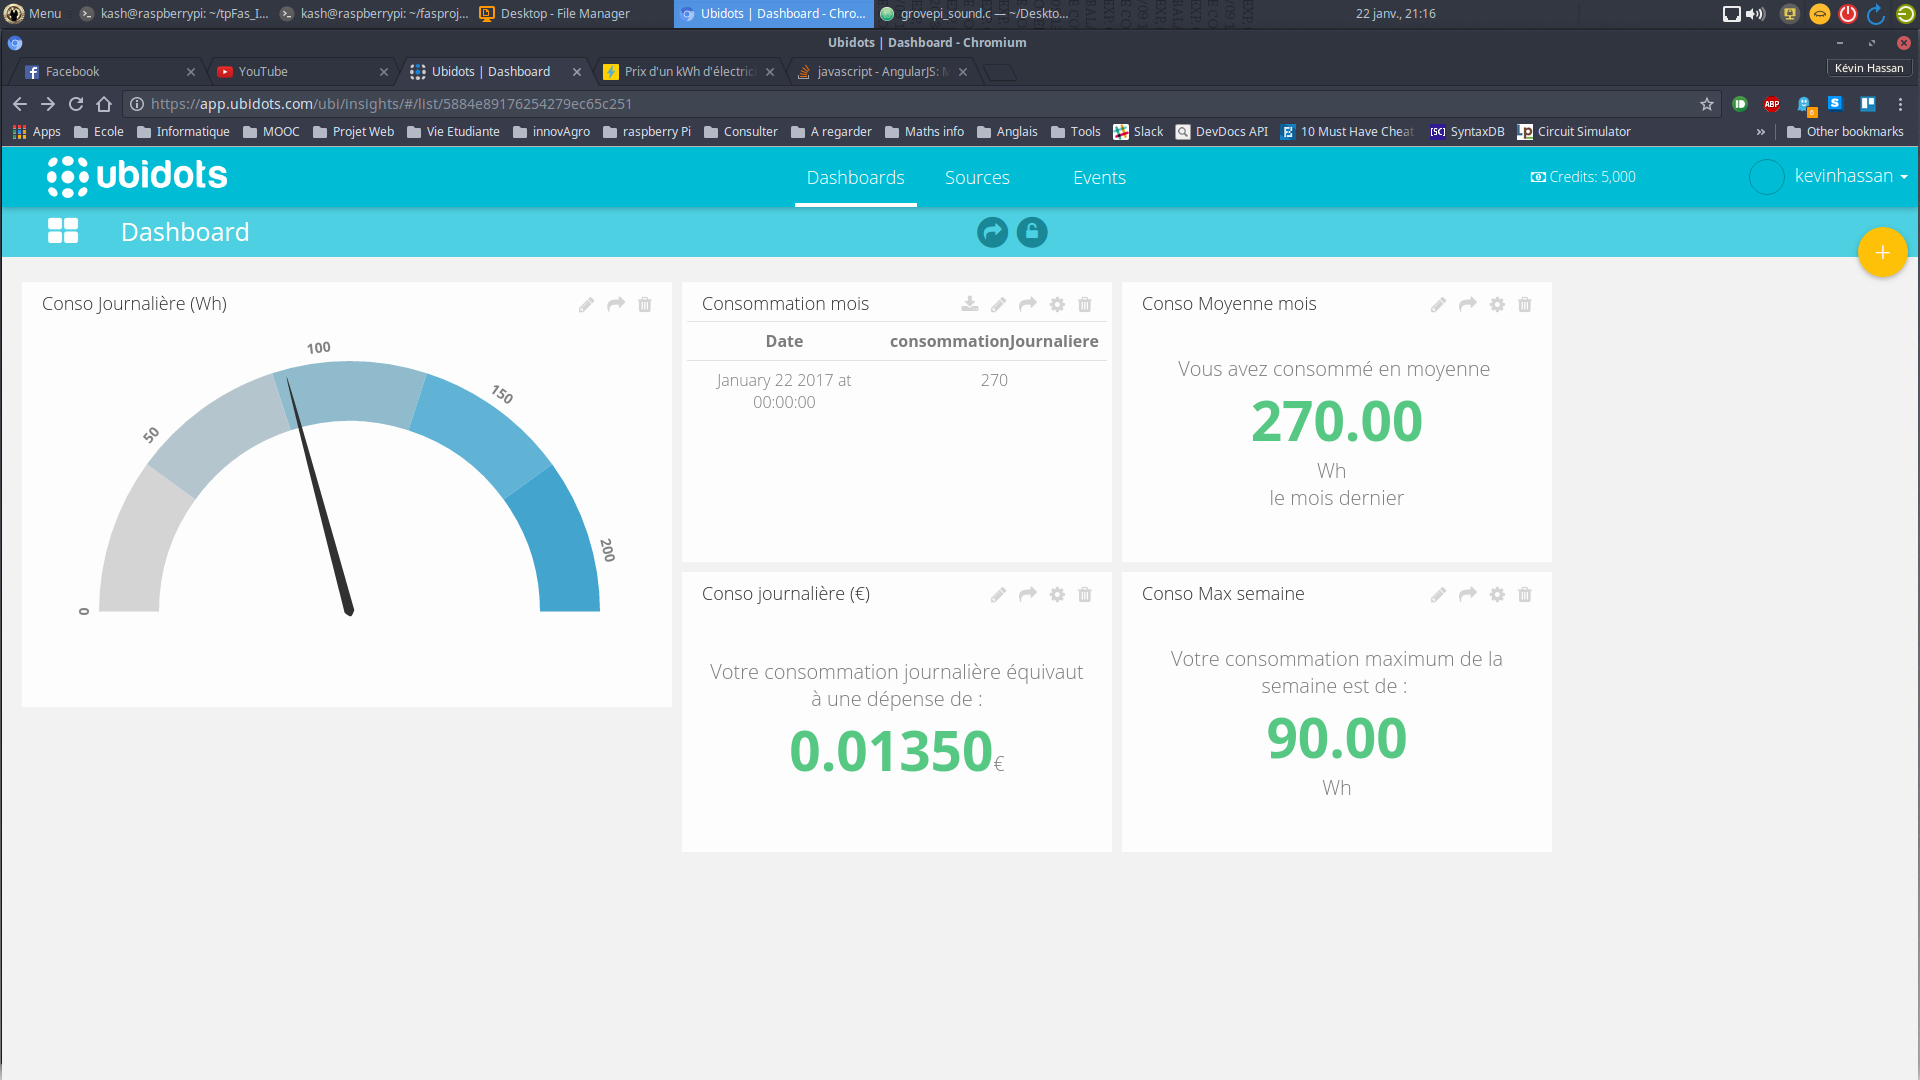 Menu
kash@raspberrypi: ~/tpFas_I...
kash@raspberrypi: ~/fasproj...
Desktop - File Manager
Ubidots | Dashboard - Chro...
grovepi_sound.c — ~/Deskto...
22 janv., 21:16
Ubidots | Dashboard - Chromium
Facebook
YouTube
Ubidots | Dashboard
Prix d'un kWh d'électric
javascript - AngularJS: M
Kévin Hassan
https://app.ubidots.com/ubi/insights/#/list/5884e89176254279ec65c251
Apps
Ecole
Informatique
MOOC
Projet Web
Vie Etudiante
innovAgro
raspberry Pi
Consulter
A regarder
Maths info
Anglais
Tools
Slack
DevDocs API
10 Must Have Cheat
SyntaxDB
Circuit Simulator
»
Other bookmarks
ubidots
Dashboards
Sources
Events
Credits: 5,000
kevinhassan
Dashboard
Conso Journalière (Wh)
0
50
100
150
200
Consommation mois
Date consommationJournaliere
January 22 2017 at 270
00:00:00
Conso Moyenne mois
Vous avez consommé en moyenne
270.00
Wh
le mois dernier
Conso journalière (€)
Votre consommation journalière équivaut
à une dépense de :
0.01350€
Conso Max semaine
Votre consommation maximum de la
semaine est de :
90.00
Wh